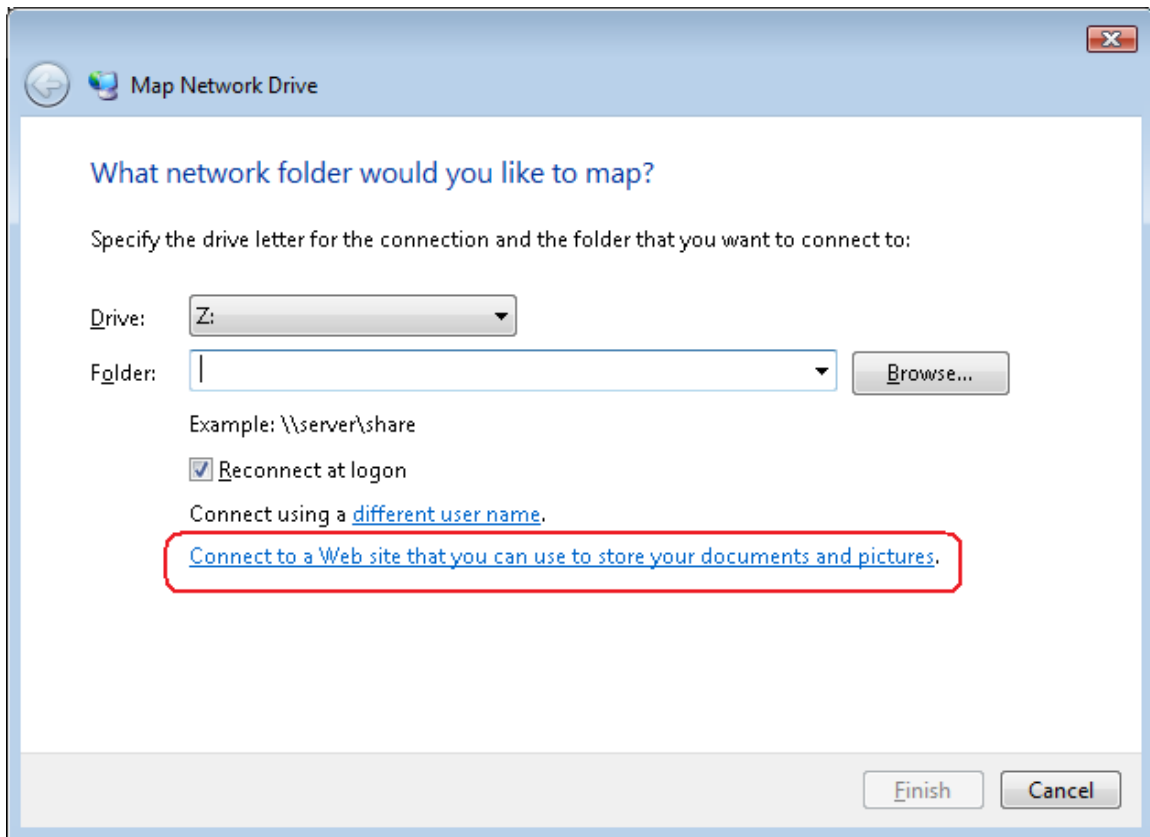 Map Network Drive
What network folder would you like to map?
Specify the drive letter for the connection and the folder that you want to connect to:
Drive: Z:
Folder: Browse...
Example: \\server\share
Reconnect at logon
Connect using a different user name.
Connect to a Web site that you can use to store your documents and pictures.
Finish Cancel